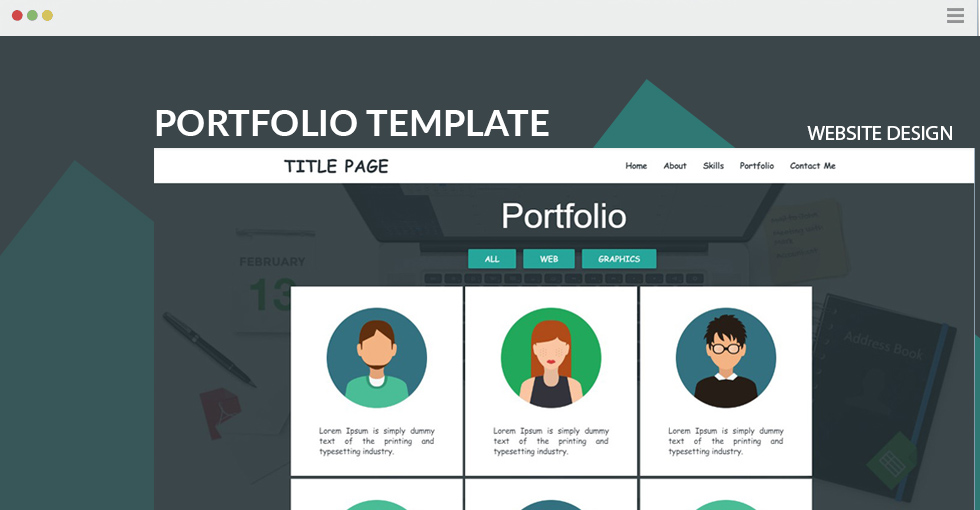 PORTFOLIO TEMPLATE
WEBSITE DESIGN
TITLE PAGE
Home About Skills Portfolio Contact Me
Portfolio
ALL WEB GRAPHICS
FEBRUARY
13
Address Book
Lorem Ipsum is simply dummy
text of the printing and
typesetting industry.
Lorem Ipsum is simply dummy
text of the printing and
typesetting industry.
Lorem Ipsum is simply dummy
text of the printing and
typesetting industry.